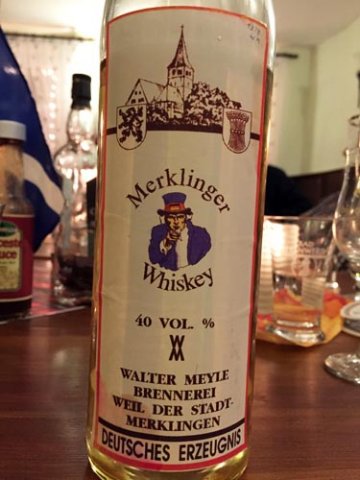 Merklinger
Whiskey
40 VOL. %
WALTER MEYLE
BRENNEREI
WEIL DER STADT-
MERKLINGEN
DEUTSCHES ERZEUGNIS